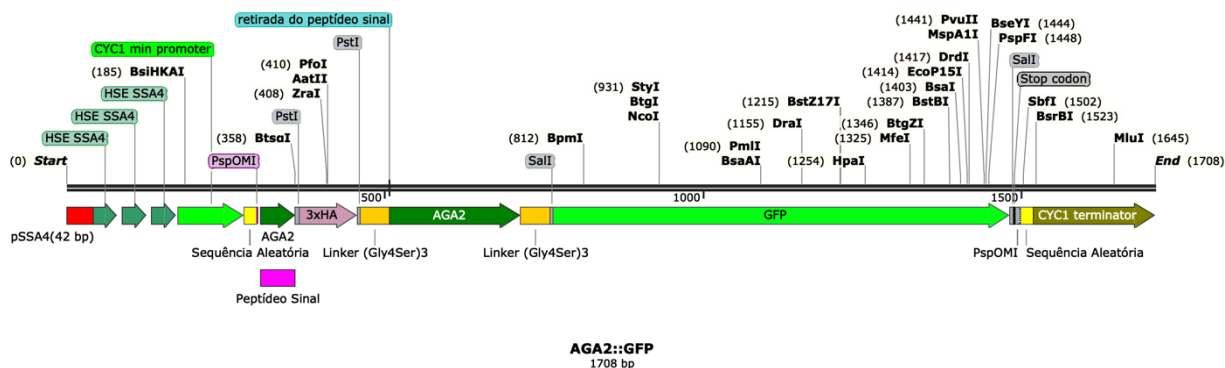 retirada do peptídeo sinal
(1441) PvuII
MspA1I
BseYI (1444)
PspFI (1448)
CYC1 min promoter
(410) PfoI
AatII
PstI
(1417) DrdI
SalI
(185) BsiHKAI
(1414) EcoP15I
Stop codon
HSE SSA4
(408) ZraI
(931) StyI
(1215) BstZ17I
(1403) BsaI
SbfI (1502)
HSE SSA4
PstI
BtgI
(1387) BstBI
BsrBI (1523)
HSE SSA4
(358) BtsαI
(812) BpmI
NcoI
(1155) DraI
(1346) BtgZI
(0) Start
PspOMI
SalI
(1090) PmlI
(1325) MfeI
MluI (1645)
BsaAI
(1254) HpaI
End (1708)
500
1000
1500
3xHA
AGA2
GFP
CYC1 terminator
pSSA4(42 bp)
AGA2
Sequência Aleatória
Linker (Gly4Ser)3
Linker (Gly4Ser)3
PspOMI
Sequência Aleatória
Peptídeo Sinal
AGA2::GFP
1708 bp